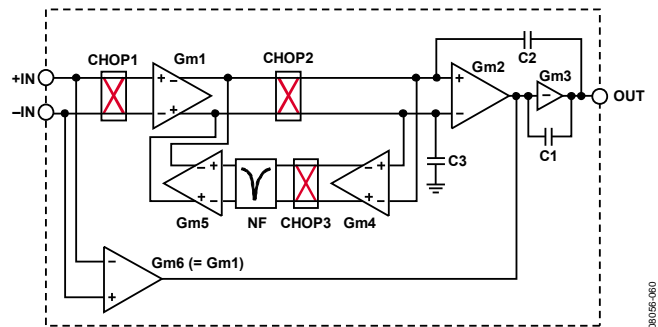 CHOP1
Gm1
CHOP2
C2
Gm2
Gm3
+IN
–IN
OUT
+ –
– +
+
–
–
C1
C3
– +
+ –
+
–
Gm5
NF
CHOP3
Gm4
Gm6 (= Gm1)
–
+
08056-060